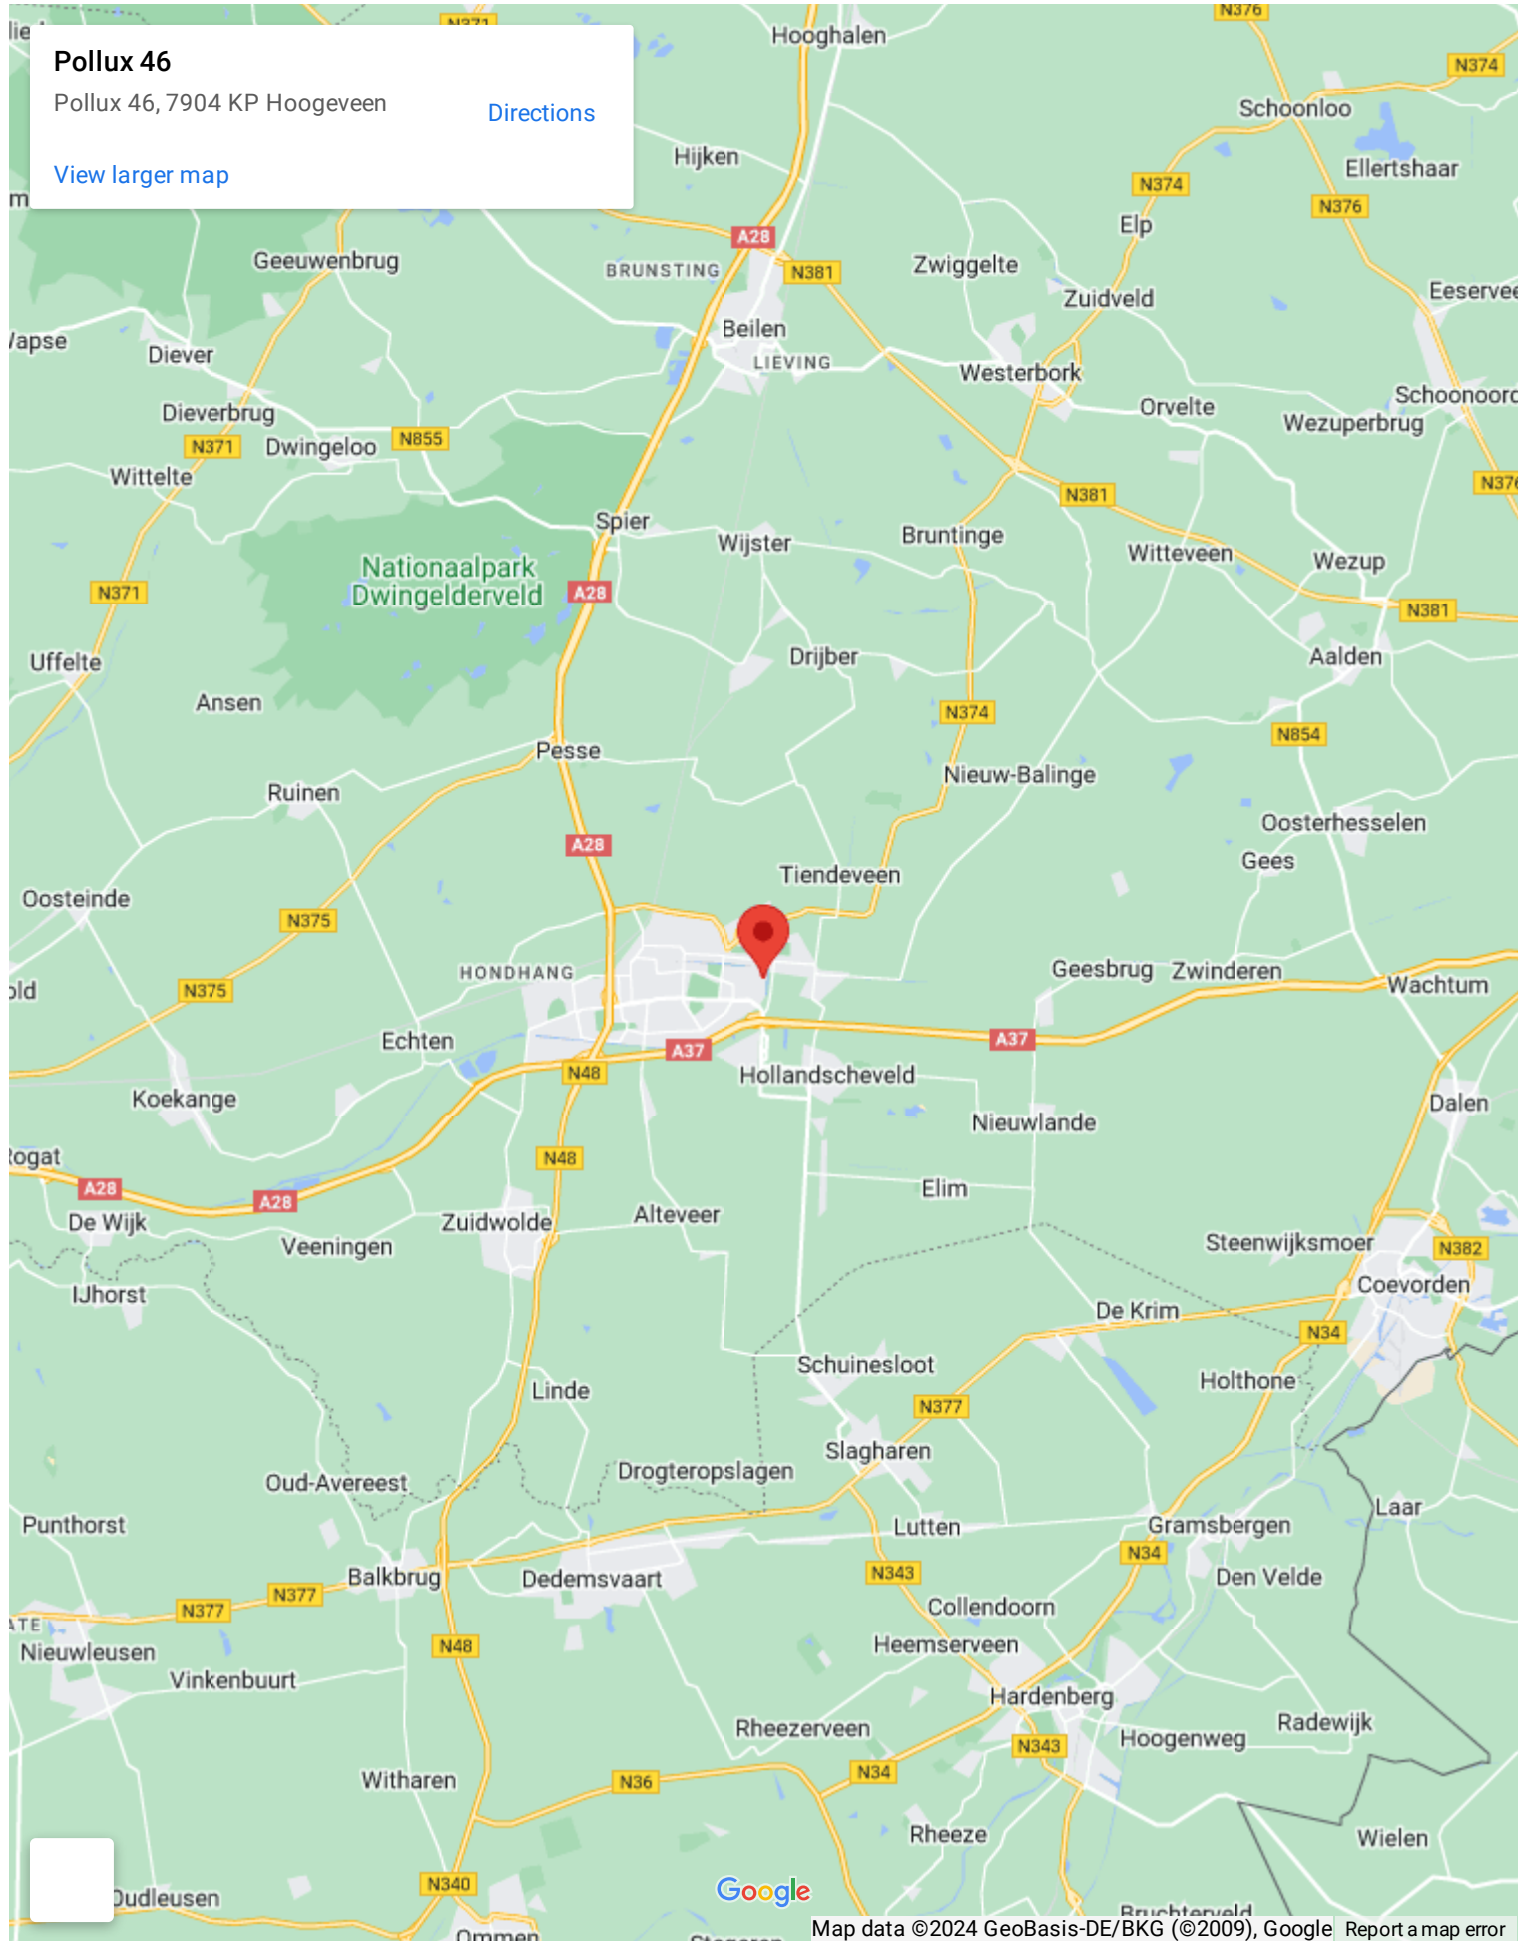 Pollux 46
Pollux 46, 7904 KP Hoogeveen
Directions
View larger map
N371
Hooghalen
N376
N374
Schoonloo
Hijken
Ellertshaar
N374
N376
Elp
A28
Geeuwenbrug
BRUNSTING
N381
Zwiggelte
Zuidveld
Beilen
Diever
LIEVING
Westerbork
Dieverbrug
Orvelte
Wezuperbrug
N371
Dwingeloo
N855
Wittelte
N376
N381
Spier
Wijster
Bruntinge
Witteveen
Wezup
Nationaalpark
Dwingelderveld
N371
A28
N381
Uffelte
Drijber
Aalden
Ansen
N374
N854
Pesse
Nieuw-Balinge
Ruinen
Oosterhesselen
A28
Gees
Tiendeveen
Oosteinde
N375
HONDHANG
Geesbrug
Zwinderen
N375
Wachtum
Echten
A37
A37
N48
Hollandscheveld
Koekange
Dalen
Nieuwlande
N48
A28
A28
Elim
De Wijk
Zuidwolde
Alteveer
Veeningen
Steenwijksmoer
N382
IJhorst
Coevorden
De Krim
N34
Schuinesloot
Linde
Holthone
N377
Slagharen
Drogteropslagen
Oud-Avereest
Laar
Punthorst
Lutten
Gramsbergen
N34
Balkbrug
Dedemsvaart
N343
Den Velde
N377
N377
Collendoorn
Nieuwleusen
N48
Heemserveen
Vinkenbuurt
Hardenberg
Rheezerveen
Radewijk
Hoogenweg
N343
Witharen
N36
N34
Rheeze
Wielen
N340
Google
Oudleusen
Bruchterveld
Ommen
Map data ©2024 GeoBasis-DE/BKG (©2009), Google
Report a map error